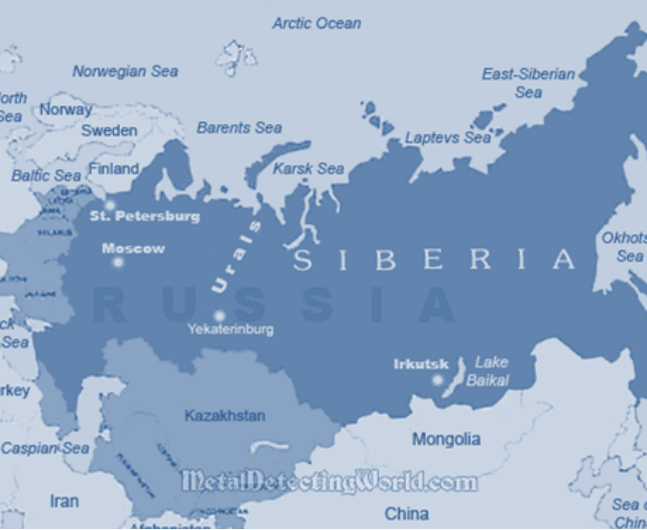 Arctic Ocean
Norwegian Sea
East-Siberian
Sea
orth
Sea
Norway
Sweden
Barents Sea
Laptevs Sea
Baltic Sea
Finland
Karsk Sea
St. Petersburg
Moscow
Urals
SIBERIA
Okhots
Sea
RUSSIA
Yekaterinburg
ck
Sea
Irkutsk
Lake
Baikal
rkey
Kazakhstan
Caspian Sea
Mongolia
MetalDetectingWorld.com
Iran
China
Sea o
Chin
Afghanistan